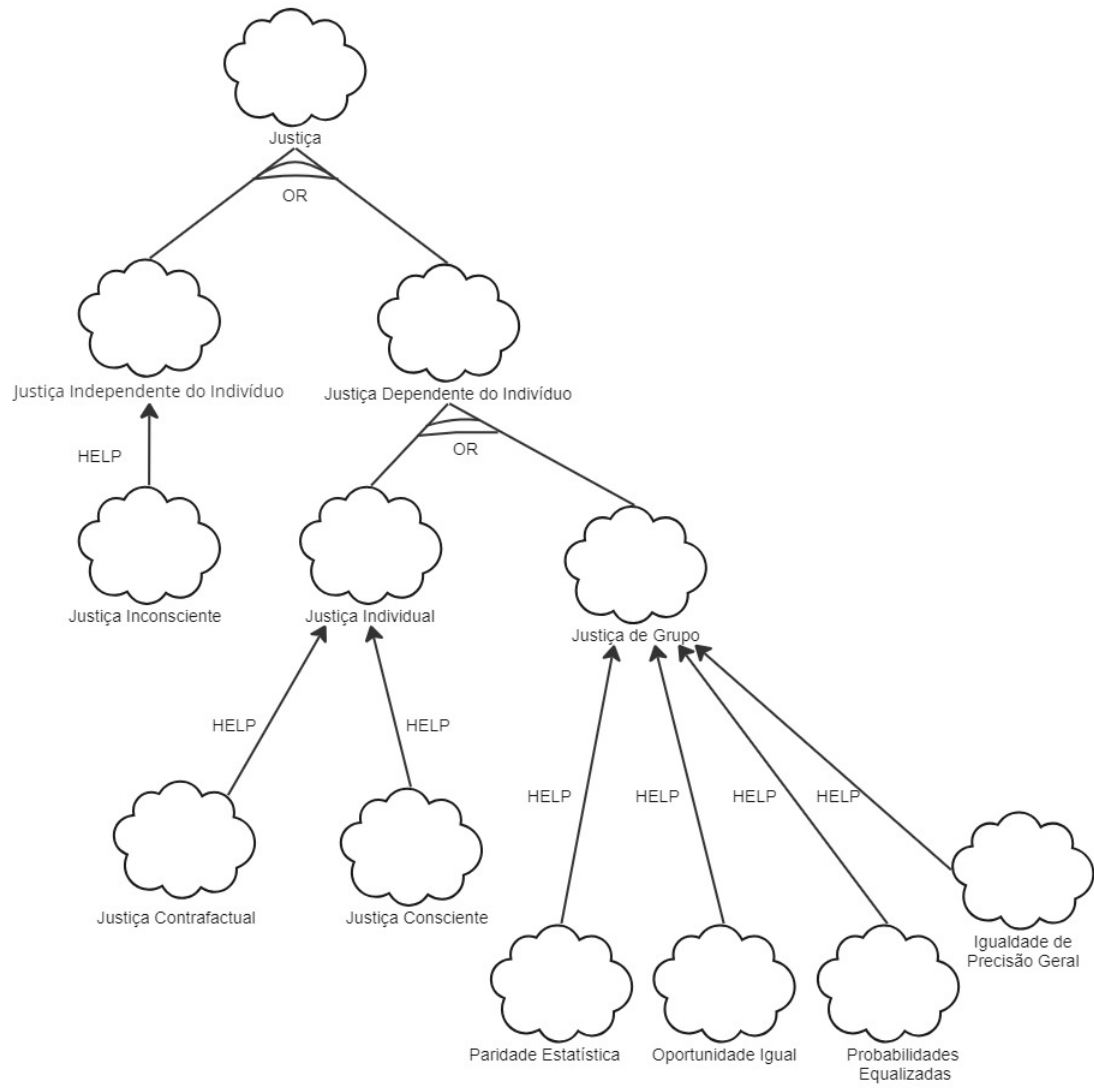 Justiça
OR
Justiça Independente do Indivíduo
Justiça Dependente do Indivíduo
HELP
OR
Justiça Inconsciente
Justiça Individual
Justiça de Grupo
HELP
HELP
HELP
HELP
HELP
HELP
Justiça Contrafactual
Justiça Consciente
Igualdade de
Precisão Geral
Paridade Estatística
Oportunidade Igual
Probabilidades
Equalizadas